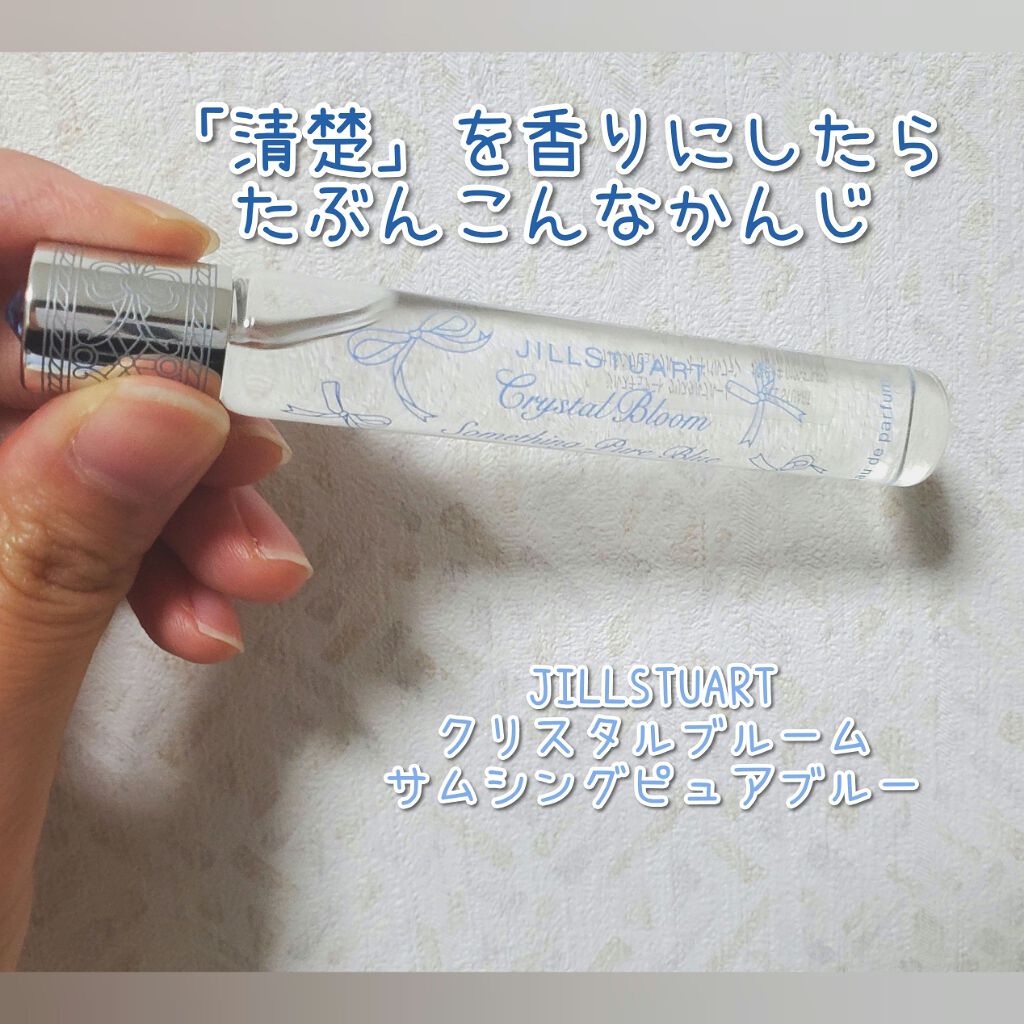 「清楚」を香りにしたら
たぶんこんなかんじ
JILLSTUART
Crystal Bloom
Something Pure Blue
eau de parfum
JILLSTUART
クリスタルブルーム
サムシングピュアブルー